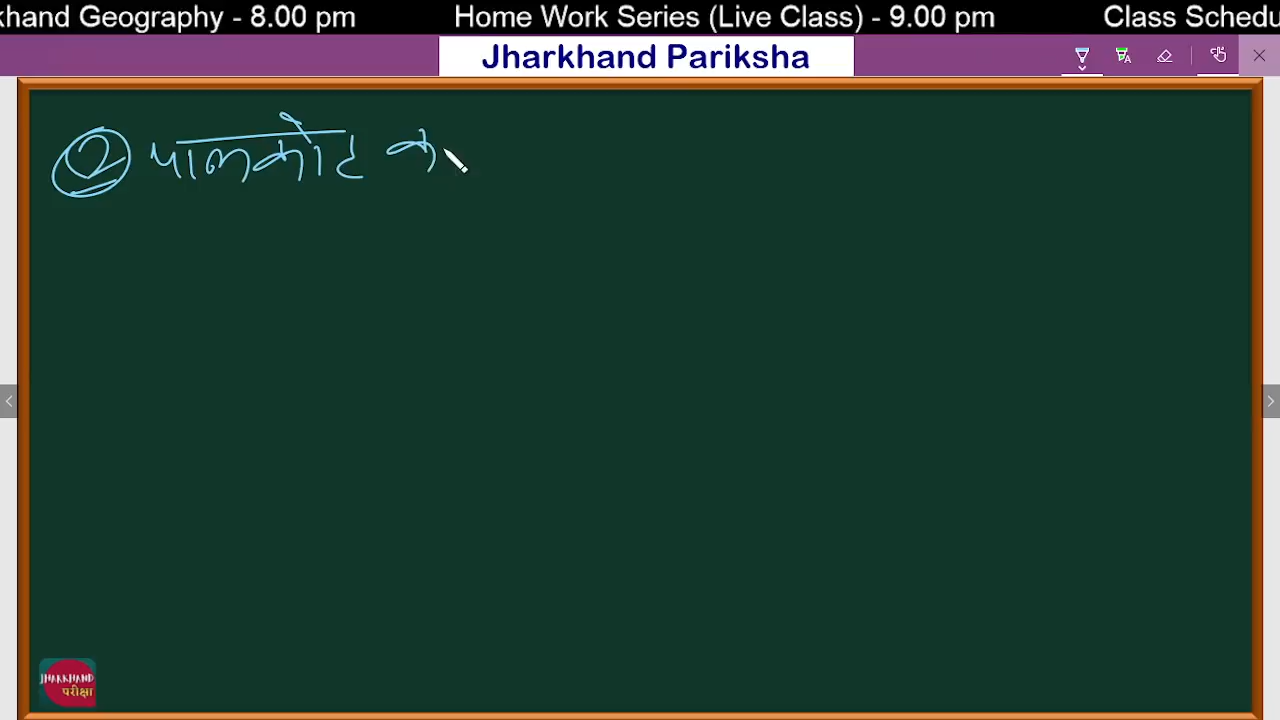 khand Geography - 8.00 pm Home Work Series (Live Class) - 9.00 pm Class Schedu
Jharkhand Pariksha
② पालकोट क
JHARKHAND
परीक्षा